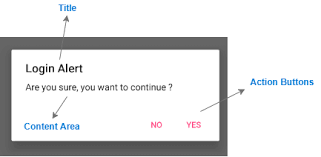 Title
Login Alert
Are you sure, you want to continue ?
Action Buttons
Content Area
NO YES